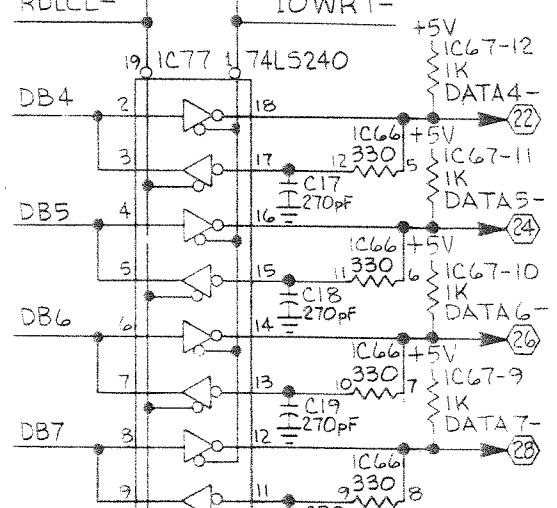 IOWRT-
+5V
19 IC77 1 74LS240
IC67-12
1K
DB4 2 18 DATA4- 22
IC66 +5V
3 17 12 330 5 IC67-11
C17 1K
270pF DATA5-
DB5 4 16 24
IC66 +5V
5 15 11 330 6 IC67-10
C18 1K
270pF DATA6-
DB6 6 14 26
IC66 +5V
7 13 10 330 7 IC67-9
C19 1K
270pF DATA7-
DB7 8 12 28
IC66
330
9 11 9 8